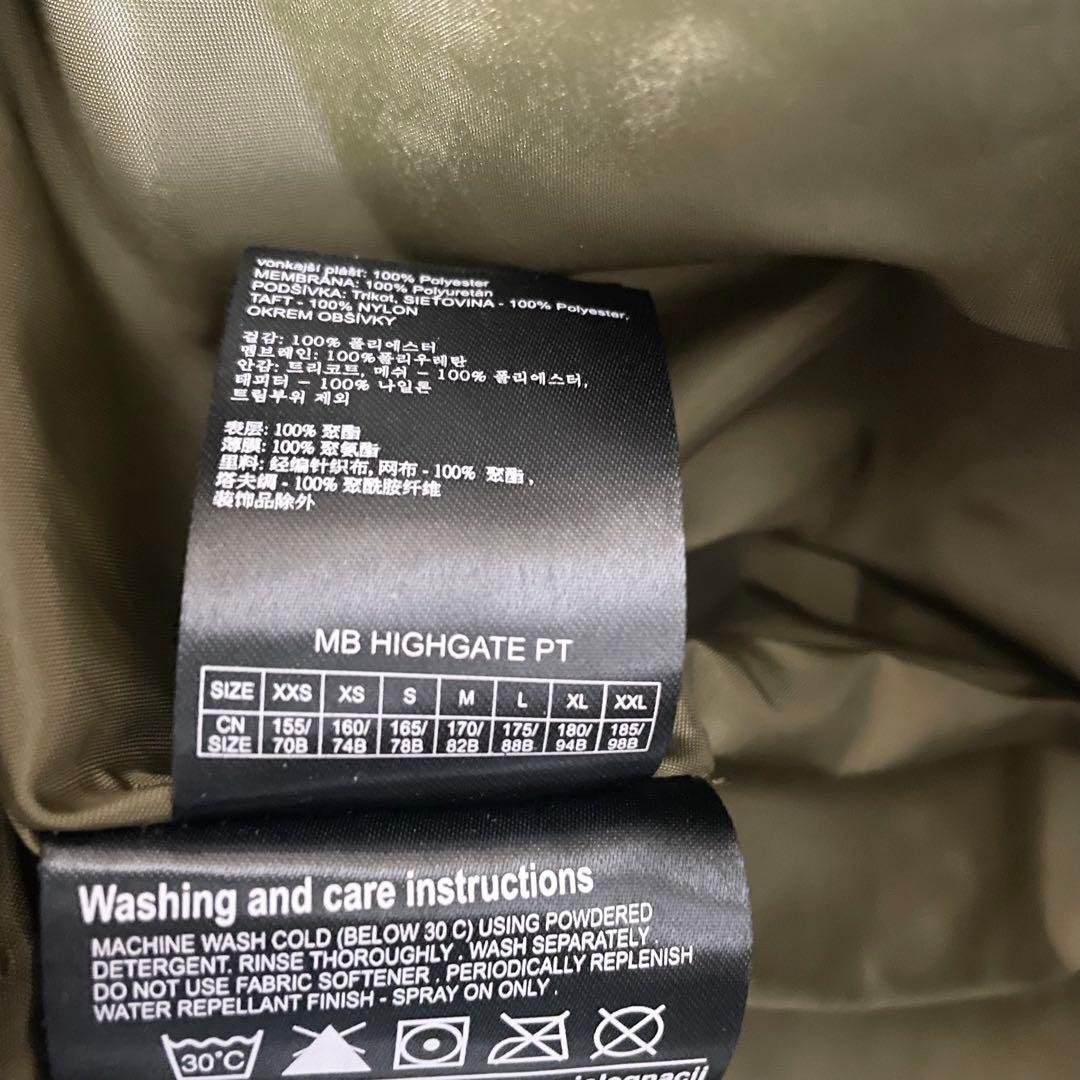 vonkajší plášť: 100% Polyester
MEMBRÁNA: 100% Polyuretán
PODŠÍVKA: Trikot, SIEŤOVINA - 100% Polyester,
TAFT - 100% NYLON
OKREM OBŠÍVKY
겉감: 100% 폴리에스터
멤브레인: 100%폴리우레탄
안감: 트리코트, 메쉬 - 100% 폴리에스터,
태피터 - 100% 나일론
트림부위 제외
表层: 100% 聚酯
薄膜: 100% 聚氨酯
里料: 经编针织布, 网布 - 100% 聚酯,
塔夫绸 - 100% 聚酰胺纤维
装饰品除外
MB HIGHGATE PT
SIZE XXS XS S M L XL XXL
CN SIZE 155/70B 160/74B 165/78B 170/82B 175/88B 180/94B 185/98B
Washing and care instructions
MACHINE WASH COLD (BELOW 30 C) USING POWDERED
DETERGENT. RINSE THOROUGHLY . WASH SEPARATELY
DO NOT USE FABRIC SOFTENER , PERIODICALLY REPLENISH
WATER REPELLANT FINISH - SPRAY ON ONLY .
30°C